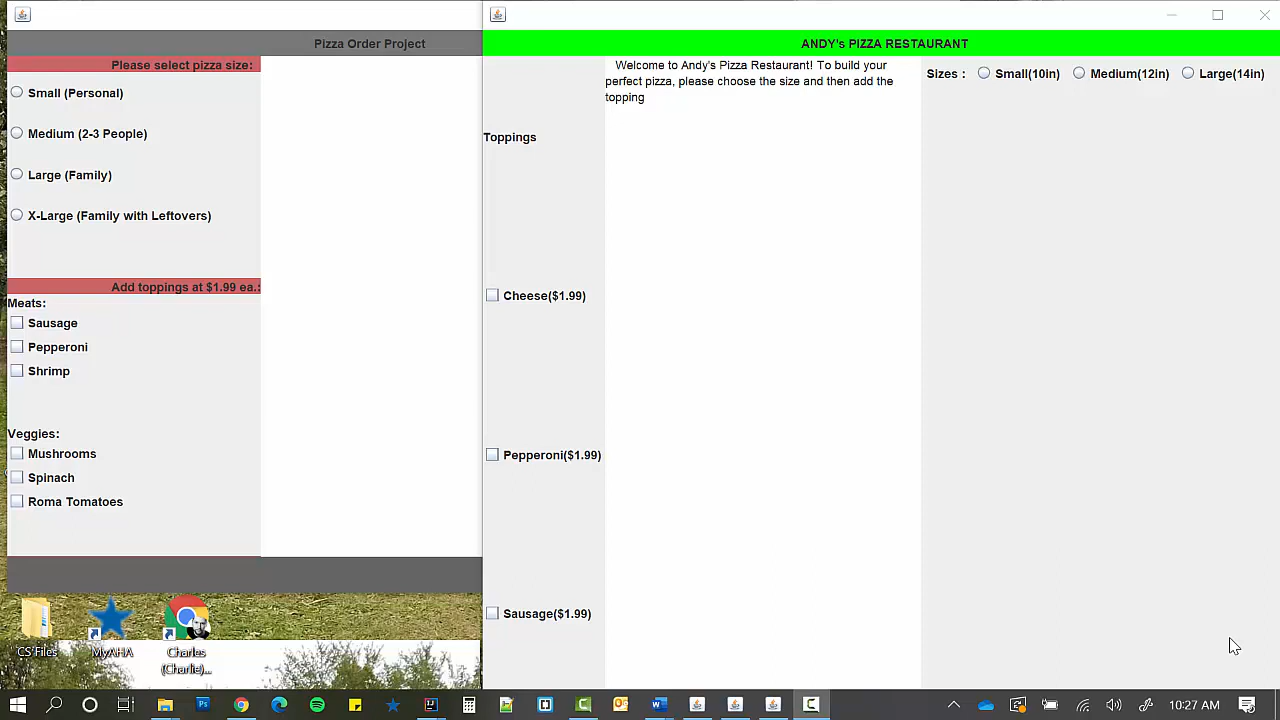 Pizza Order Project
Please select pizza size:
Small (Personal)
Medium (2-3 People)
Large (Family)
X-Large (Family with Leftovers)
Add toppings at $1.99 ea.:
Meats:
Sausage
Pepperoni
Shrimp
Veggies:
Mushrooms
Spinach
Roma Tomatoes
ANDY's PIZZA RESTAURANT
Welcome to Andy's Pizza Restaurant! To build your
perfect pizza, please choose the size and then add the
topping
Sizes :
Small(10in)
Medium(12in)
Large(14in)
Toppings
Cheese($1.99)
Pepperoni($1.99)
Sausage($1.99)
CS Files
MyAHA
Charles
(Charlie)...
10:27 AM